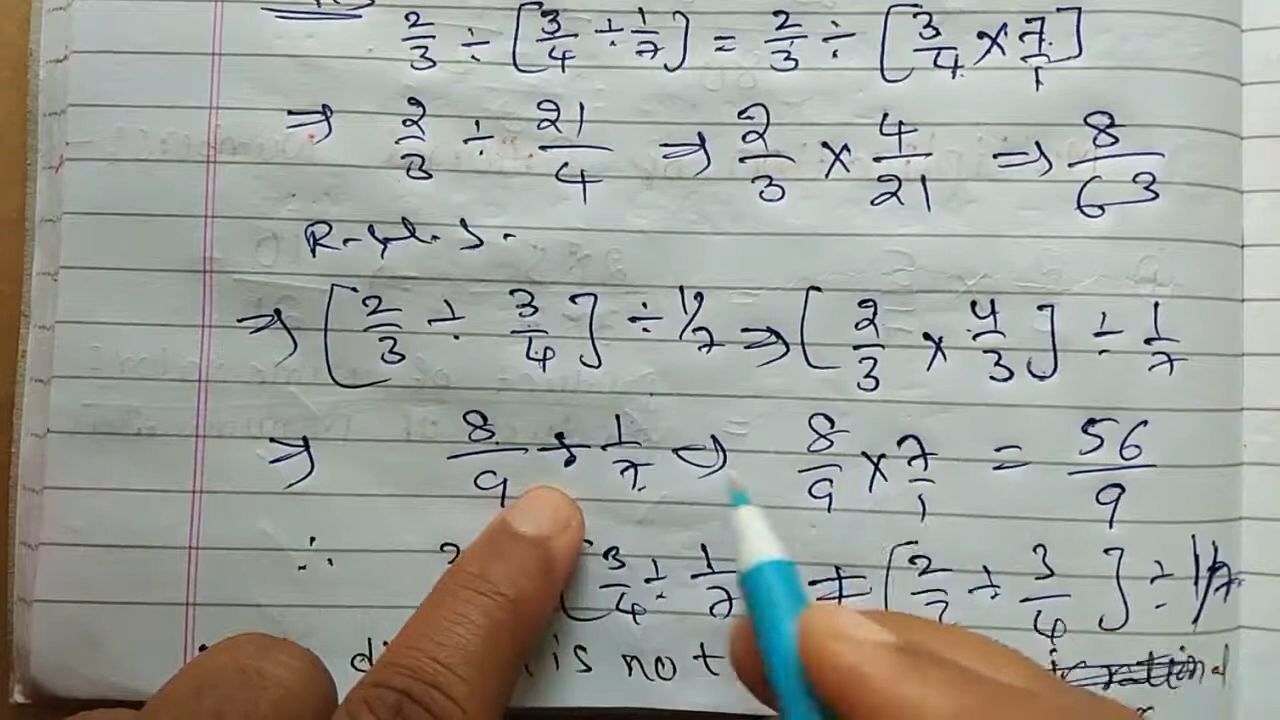 2/3 ÷ [3/4 ÷ 1/7] = 2/3 ÷ [3/4 × 7/1]
⇒ 2/3 ÷ 21/4 ⇒ 2/3 × 4/21 ⇒ 8/63
R.H.S.
⇒ [2/3 ÷ 3/4] ÷ 1/7 ⇒ [2/3 × 4/3] ÷ 1/7
⇒ 8/9 ÷ 1/7 ⇒ 8/9 × 7/1 = 56/9
∴ [3/4 ÷ 1/7 ≠ [2/3 ÷ 3/4] ÷ 1/7
is not